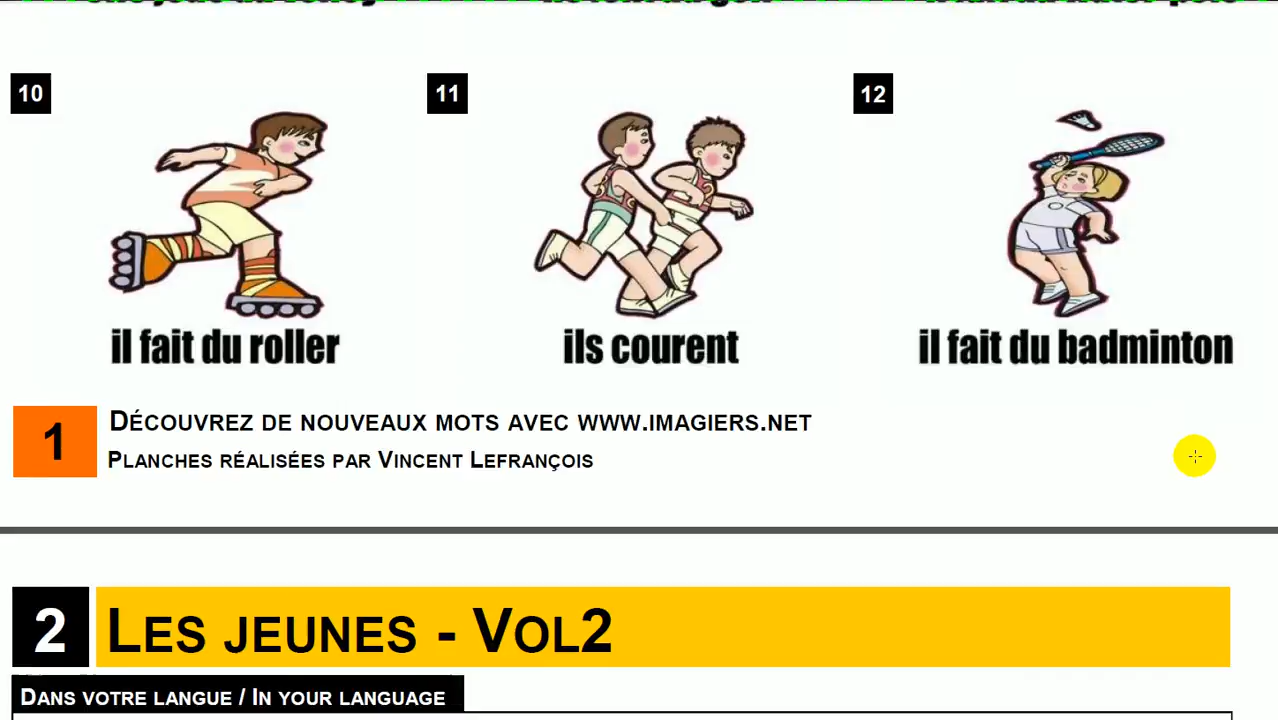 10
11
12
il fait du roller
ils courent
il fait du badminton
1
DÉCOUVREZ DE NOUVEAUX MOTS AVEC WWW.IMAGIERS.NET
PLANCHES RÉALISÉES PAR VINCENT LEFRANÇOIS
2
LES JEUNES - VOL2
DANS VOTRE LANGUE / IN YOUR LANGUAGE